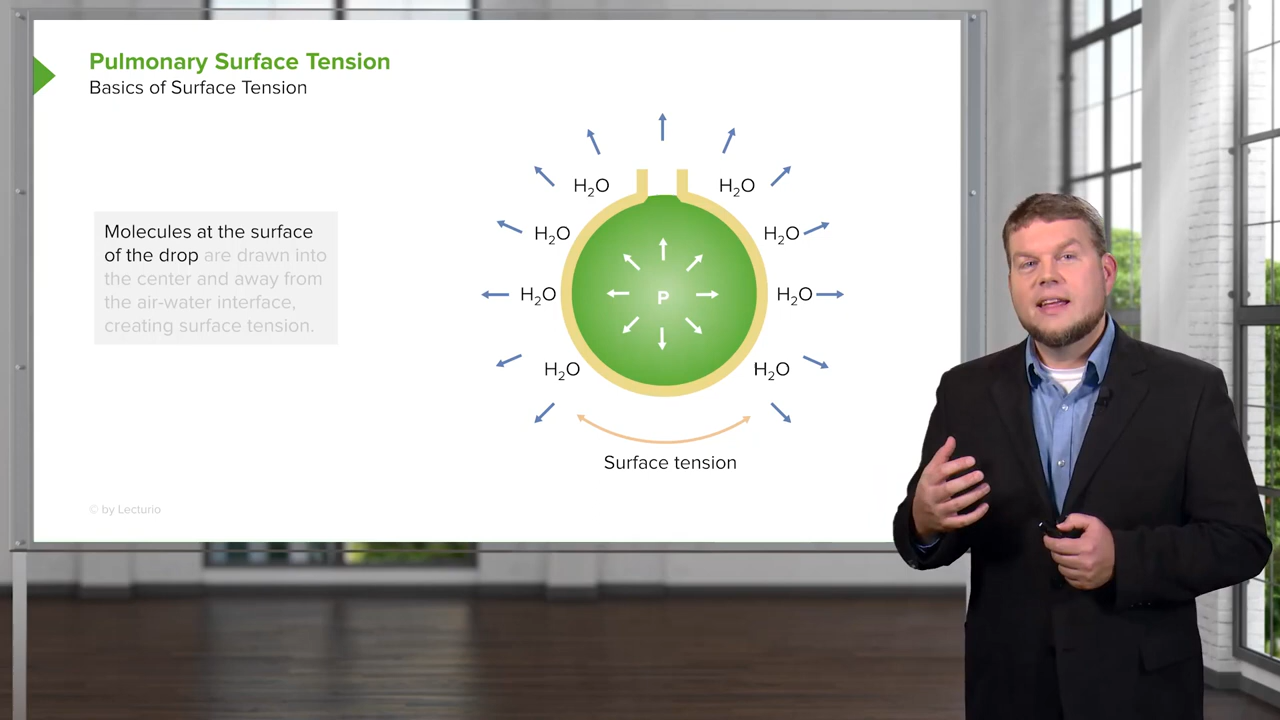 Pulmonary Surface Tension
Basics of Surface Tension
Molecules at the surface
of the drop are drawn into
the center and away from
the air-water interface,
creating surface tension.
H₂O
H₂O
H₂O
H₂O
H₂O
P
H₂O
H₂O
H₂O
Surface tension
© by Lecturio